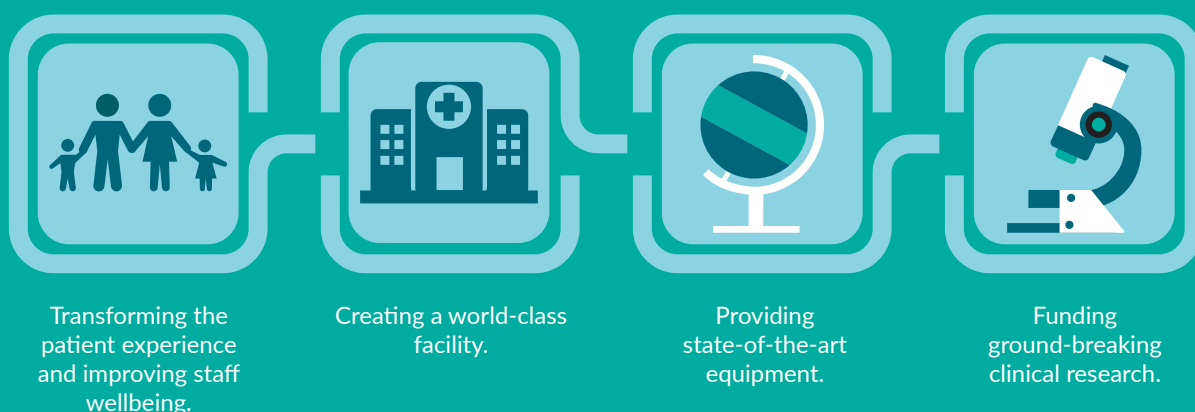 Transforming the
patient experience
and improving staff
wellbeing.
Creating a world-class
facility.
Providing
state-of-the-art
equipment.
Funding
ground-breaking
clinical research.